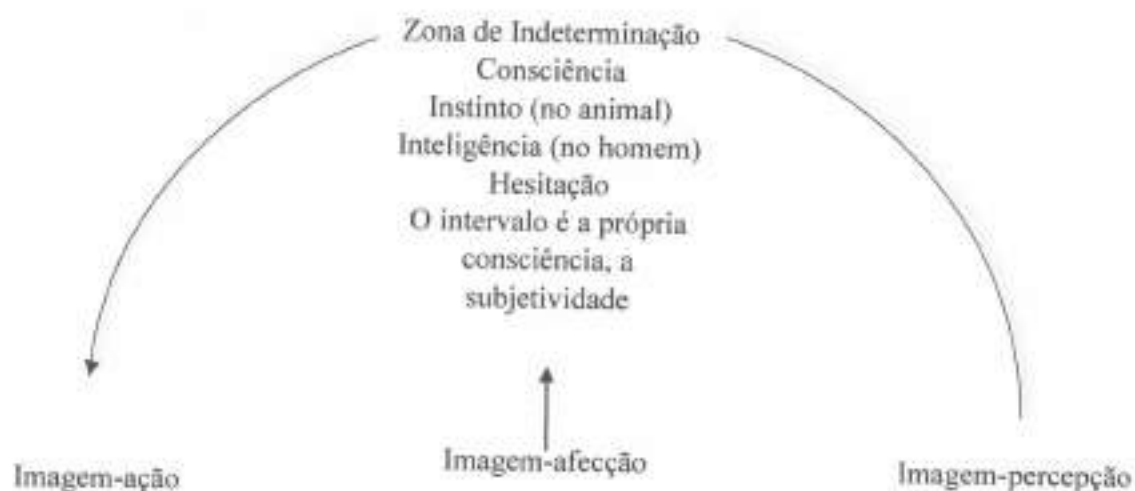 Zona de Indeterminação
Consciência
Instinto (no animal)
Inteligência (no homem)
Hesitação
O intervalo é a própria
consciência, a
subjetividade
Imagem-ação
Imagem-afecção
Imagem-percepção